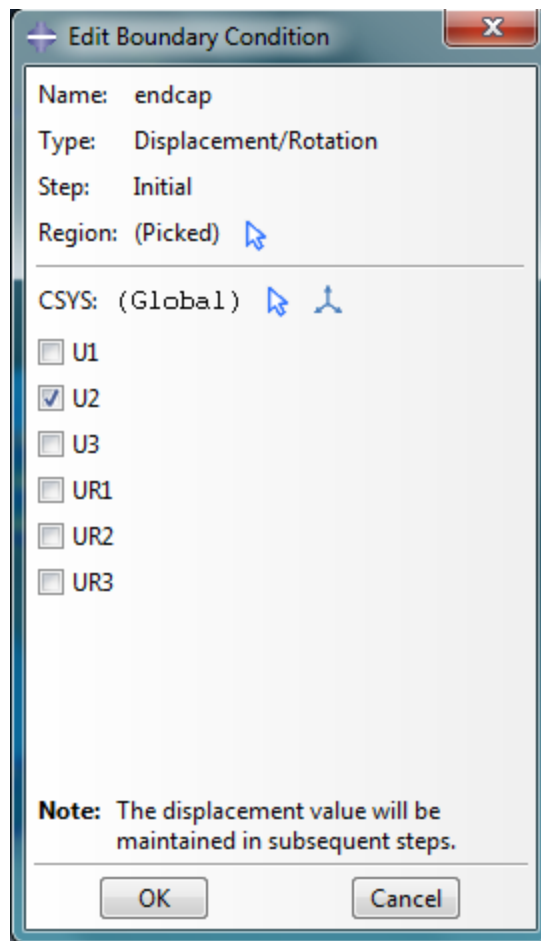 Edit Boundary Condition
Name: endcap
Type: Displacement/Rotation
Step: Initial
Region: (Picked)
CSYS: (Global)
U1
U2
U3
UR1
UR2
UR3
Note: The displacement value will be
maintained in subsequent steps.
OK Cancel